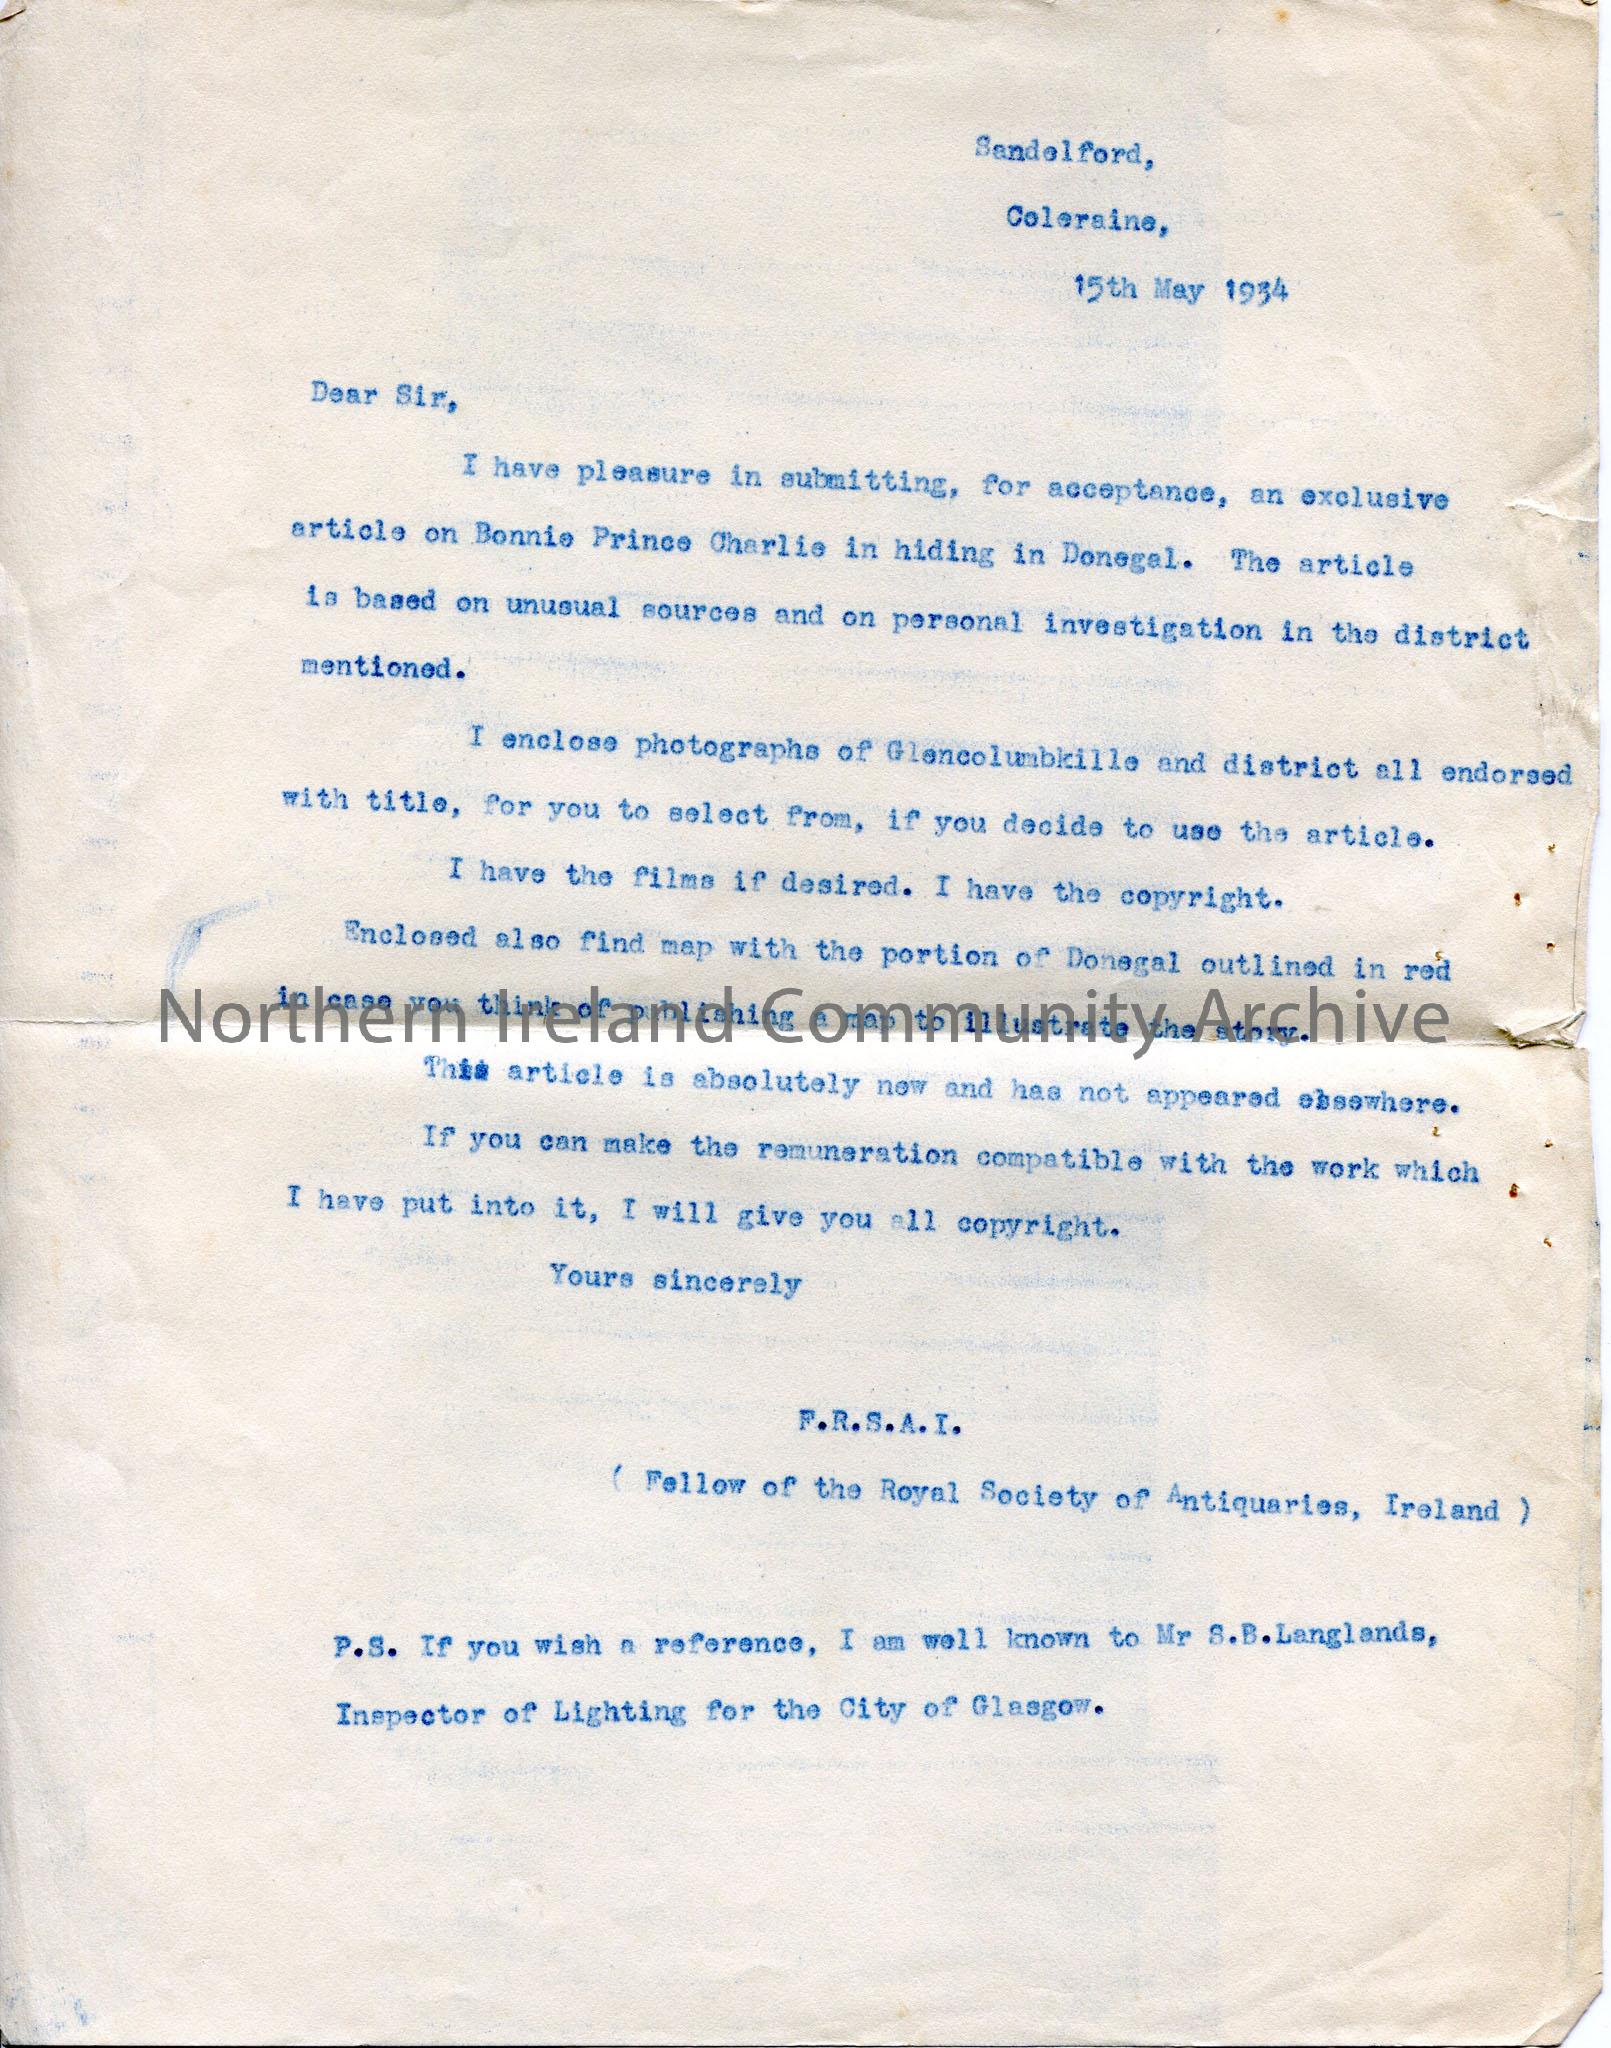 Sandelford,
Coleraine,
15th May 1934
Dear Sir,
I have pleasure in submitting, for acceptance, an exclusive
article on Bonnie Prince Charlie in hiding in Donegal. The article
is based on unusual sources and on personal investigation in the district
mentioned.
I enclose photographs of Glencolumbkille and district all endorsed
with title, for you to select from, if you decide to use the article.
I have the films if desired. I have the copyright.
Enclosed also find map with the portion of Donegal outlined in red
in case you think of publishing a map to illustrate the story.
Northern Ireland Community Archive
This article is absolutely new and has not appeared elsewhere.
If you can make the remuneration compatible with the work which
I have put into it, I will give you all copyright.
Yours sincerely
F.R.S.A.I.
( Fellow of the Royal Society of Antiquaries, Ireland )
P.S. If you wish a reference, I am well known to Mr S.B.Langlands,
Inspector of Lighting for the City of Glasgow.